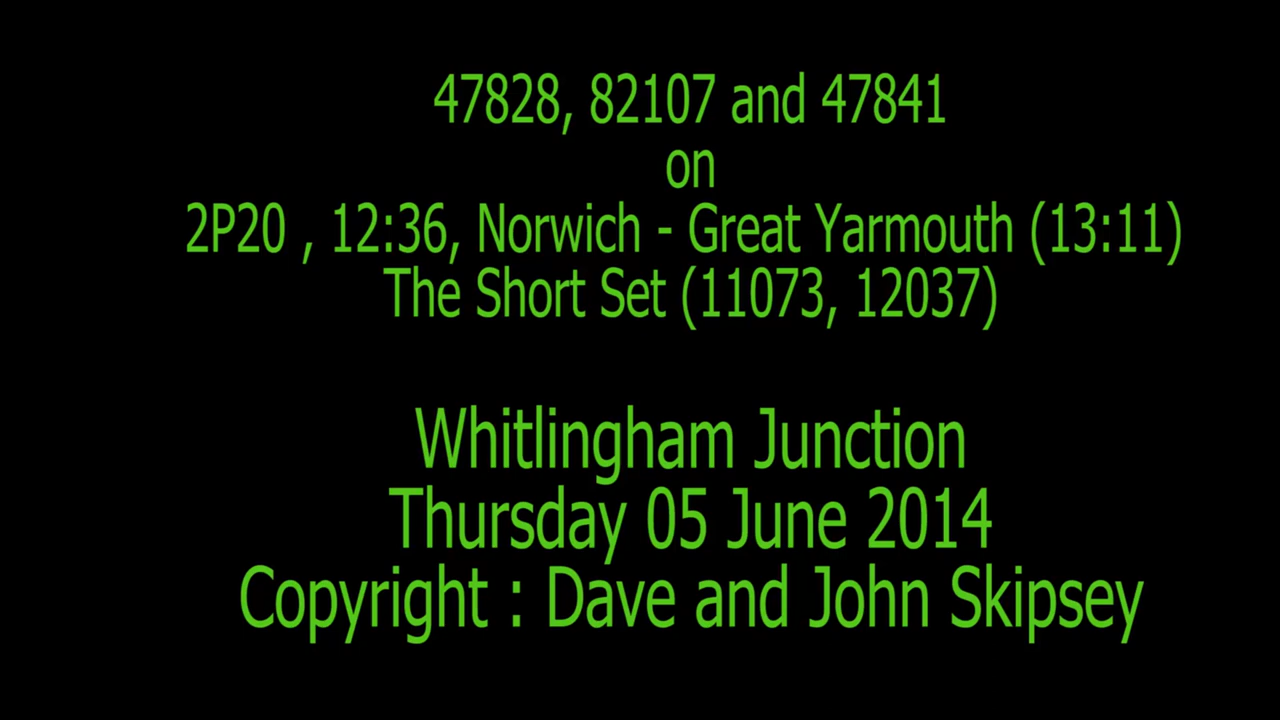 47828, 82107 and 47841
on
2P20 , 12:36, Norwich - Great Yarmouth (13:11)
The Short Set (11073, 12037)
Whitlingham Junction
Thursday 05 June 2014
Copyright : Dave and John Skipsey